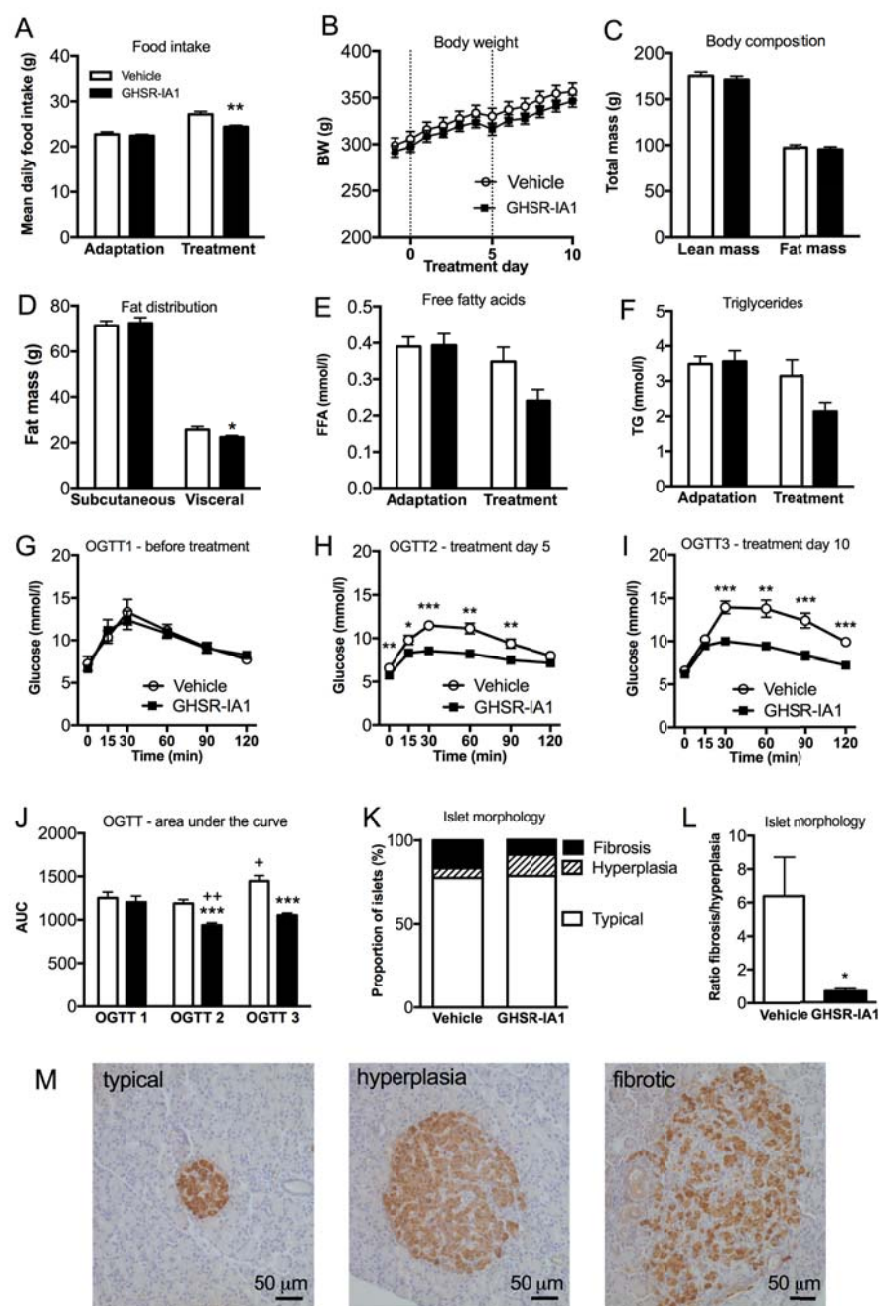 A
Food intake
Mean daily food intake (g)
40
30
20
10
0
Vehicle
GHSR-IA1
**
Adaptation Treatment
B
Body weight
BW (g)
400
350
300
250
200
Vehicle
GHSR-IA1
0 5 10
Treatment day
C
Body compostion
Total mass (g)
200
150
100
50
0
Lean mass Fat mass
D
Fat distribution
Fat mass (g)
80
60
40
20
0
*
Subcutaneous Visceral
E
Free fatty acids
FFA (mmol/l)
0.5
0.4
0.3
0.2
0.1
0.0
Adaptation Treatment
F
Triglycerides
TG (mmol/l)
5
4
3
2
1
0
Adpatation Treatment
G
OGTT1 - before treatment
Glucose (mmol/l)
20
15
10
5
0
Vehicle
GHSR-IA1
0 15 30 60 90 120
Time (min)
H
OGTT2 - treatment day 5
Glucose (mmol/l)
20
15
10
5
0
** * *** ** **
Vehicle
GHSR-IA1
0 15 30 60 90 120
Time (min)
I
OGTT3 - treatment day 10
Glucose (mmol/l)
20
15
10
5
0
*** ** *** ***
Vehicle
GHSR-IA1
0 15 30 60 90 120
Time (min)
J
OGTT - area under the curve
AUC
2000
1500
1000
500
0
++
***
+
***
OGTT 1 OGTT 2 OGTT 3
K
Islet morphology
Proportion of islets (%)
100
50
0
Fibrosis
Hyperplasia
Typical
Vehicle GHSR-IA1
L
Islet morphology
Ratio fibrosis/hyperplasia
10
8
6
4
2
0
*
Vehicle GHSR-IA1
M
typical
50 μm
hyperplasia
50 μm
fibrotic
50 μm